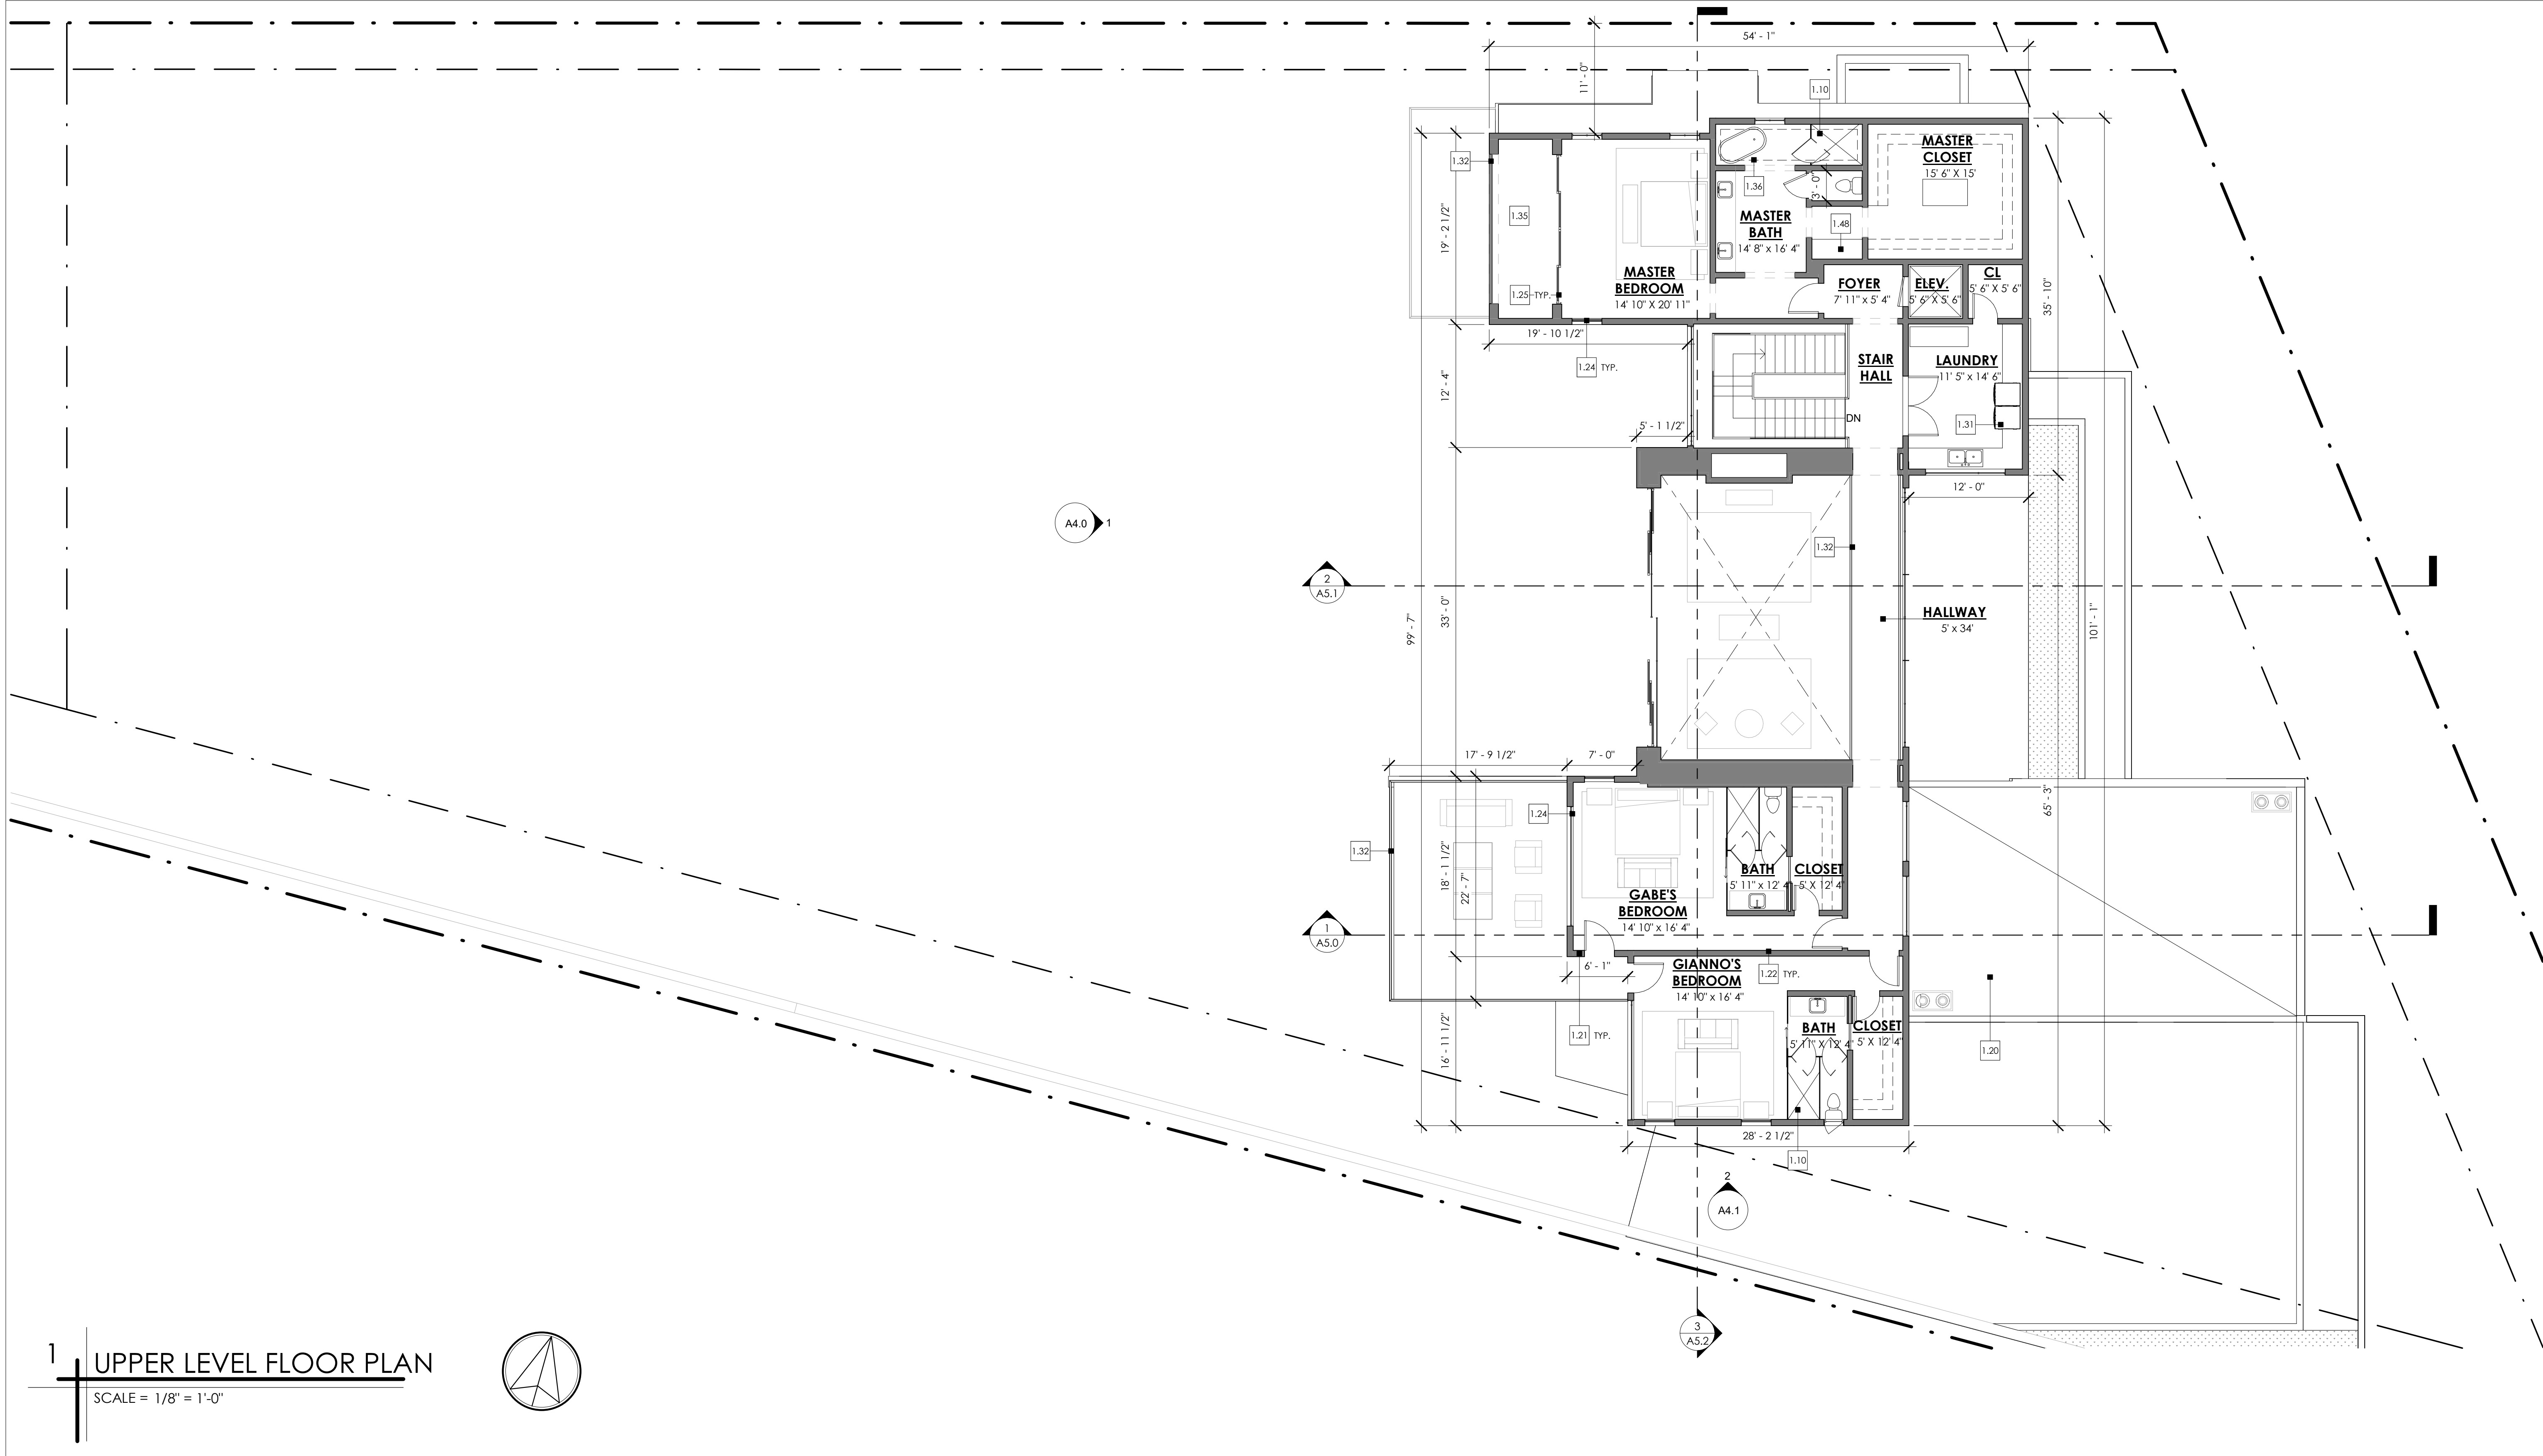 54' - 1"
11' - 0"
1.10
1.32
MASTER
CLOSET
15' 6" X 15'
1.36
3' - 0"
1.35
19' - 2 1/2"
MASTER
BATH
14' 8" x 16' 4"
1.48
MASTER
BEDROOM
14' 10" X 20' 11"
1.25 TYP.
FOYER
7' 11" x 5' 4"
ELEV.
5' 6" X 5' 6"
CL
5' 6" X 5' 6"
35' - 10"
19' - 10 1/2"
1.24 TYP.
12' - 4"
STAIR
HALL
LAUNDRY
11' 5" x 14' 6"
DN
1.31
5' - 1 1/2"
12' - 0"
A4.0 1
1.32
2
A5.1
99' - 7"
33' - 0"
HALLWAY
5' x 34'
101' - 1"
17' - 9 1/2"
7' - 0"
65' - 3"
1.24
1.32
18' - 1 1/2"
22' - 7"
BATH
5' 11" x 12' 4"
CLOSET
5' X 12' 4"
GABE'S
BEDROOM
14' 10" x 16' 4"
1
A5.0
6' - 1"
GIANNO'S
BEDROOM
14' 10" x 16' 4"
1.22 TYP.
1.21 TYP.
16' - 11 1/2"
BATH
5' 11" X 12' 4"
CLOSET
5' X 12' 4"
1.20
28' - 2 1/2"
1.10
2
A4.1
3
A5.2
1
UPPER LEVEL FLOOR PLAN
SCALE = 1/8" = 1'-0"